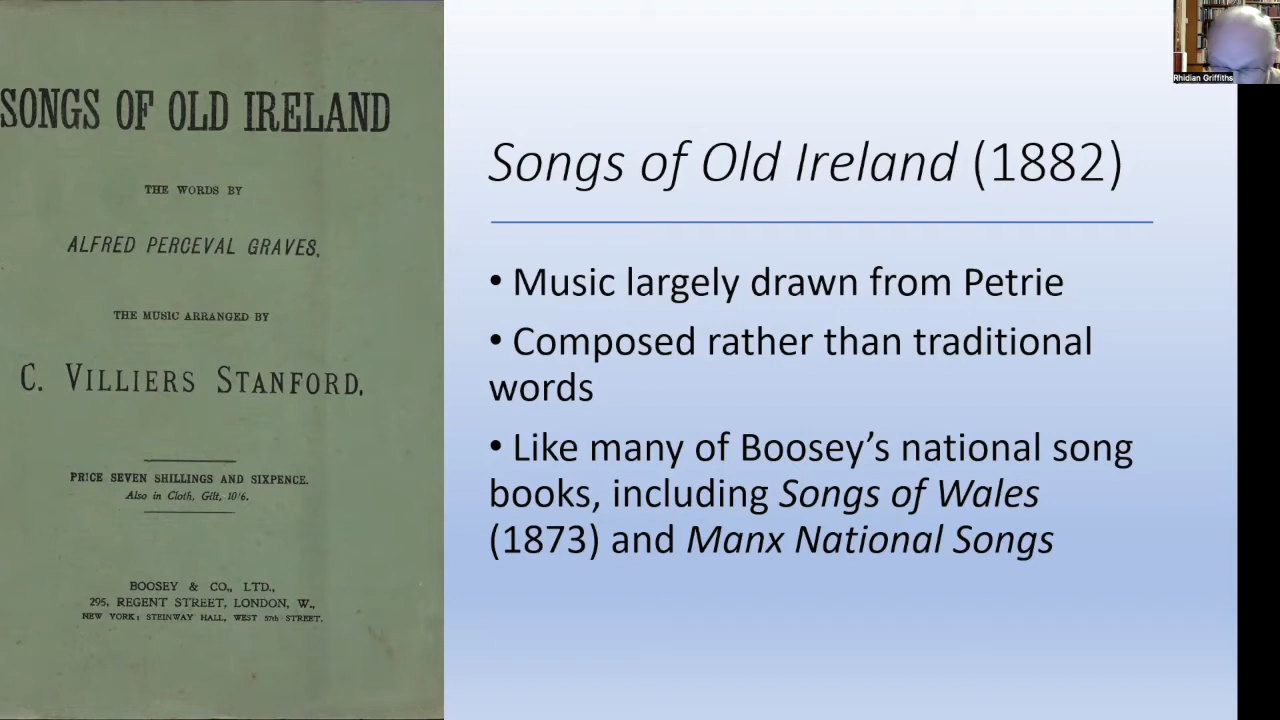 SONGS OF OLD IRELAND
THE WORDS BY
ALFRED PERCEVAL GRAVES.
THE MUSIC ARRANGED BY
C. VILLIERS STANFORD.
PRICE SEVEN SHILLINGS AND SIXPENCE.
Also in Cloth, Gilt, 10/6.
BOOSEY & CO., LTD.,
295, REGENT STREET, LONDON, W.,
NEW YORK: STEINWAY HALL, WEST 57th STREET.
Songs of Old Ireland (1882)
• Music largely drawn from Petrie
• Composed rather than traditional
words
• Like many of Boosey’s national song
books, including Songs of Wales
(1873) and Manx National Songs
Rhidian Griffiths